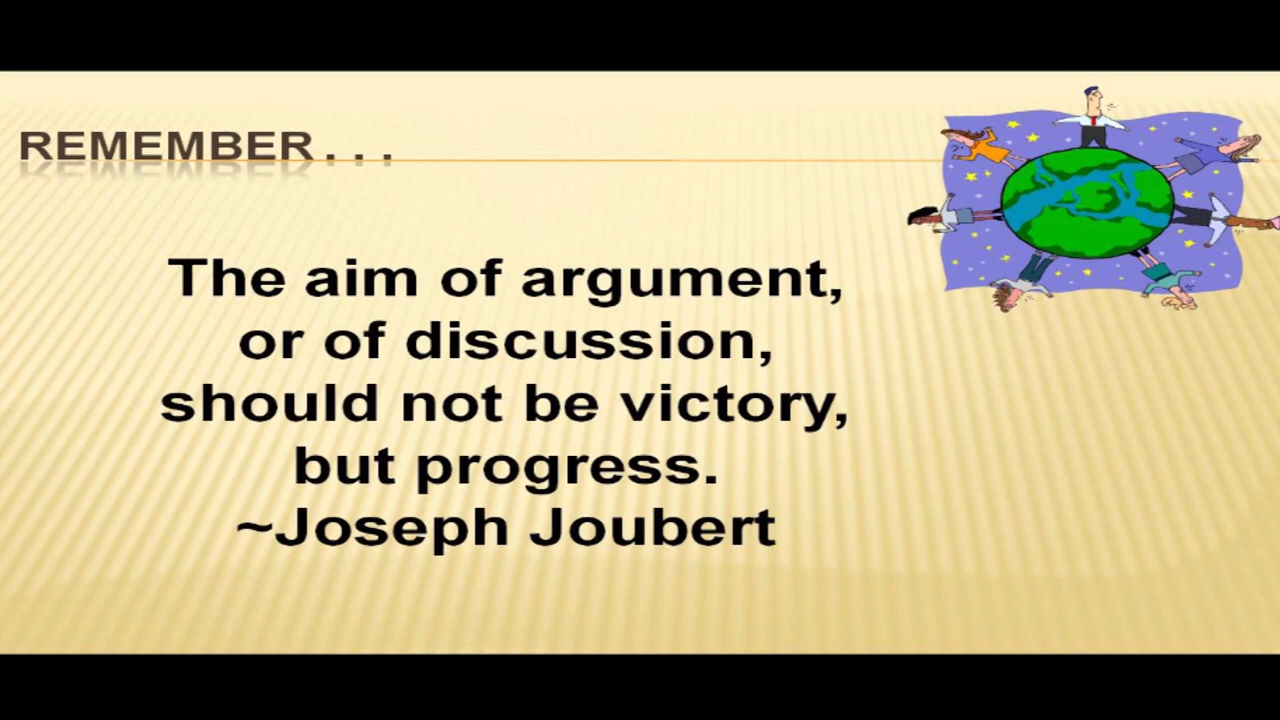 REMEMBER . . .
The aim of argument,
or of discussion,
should not be victory,
but progress.
~Joseph Joubert